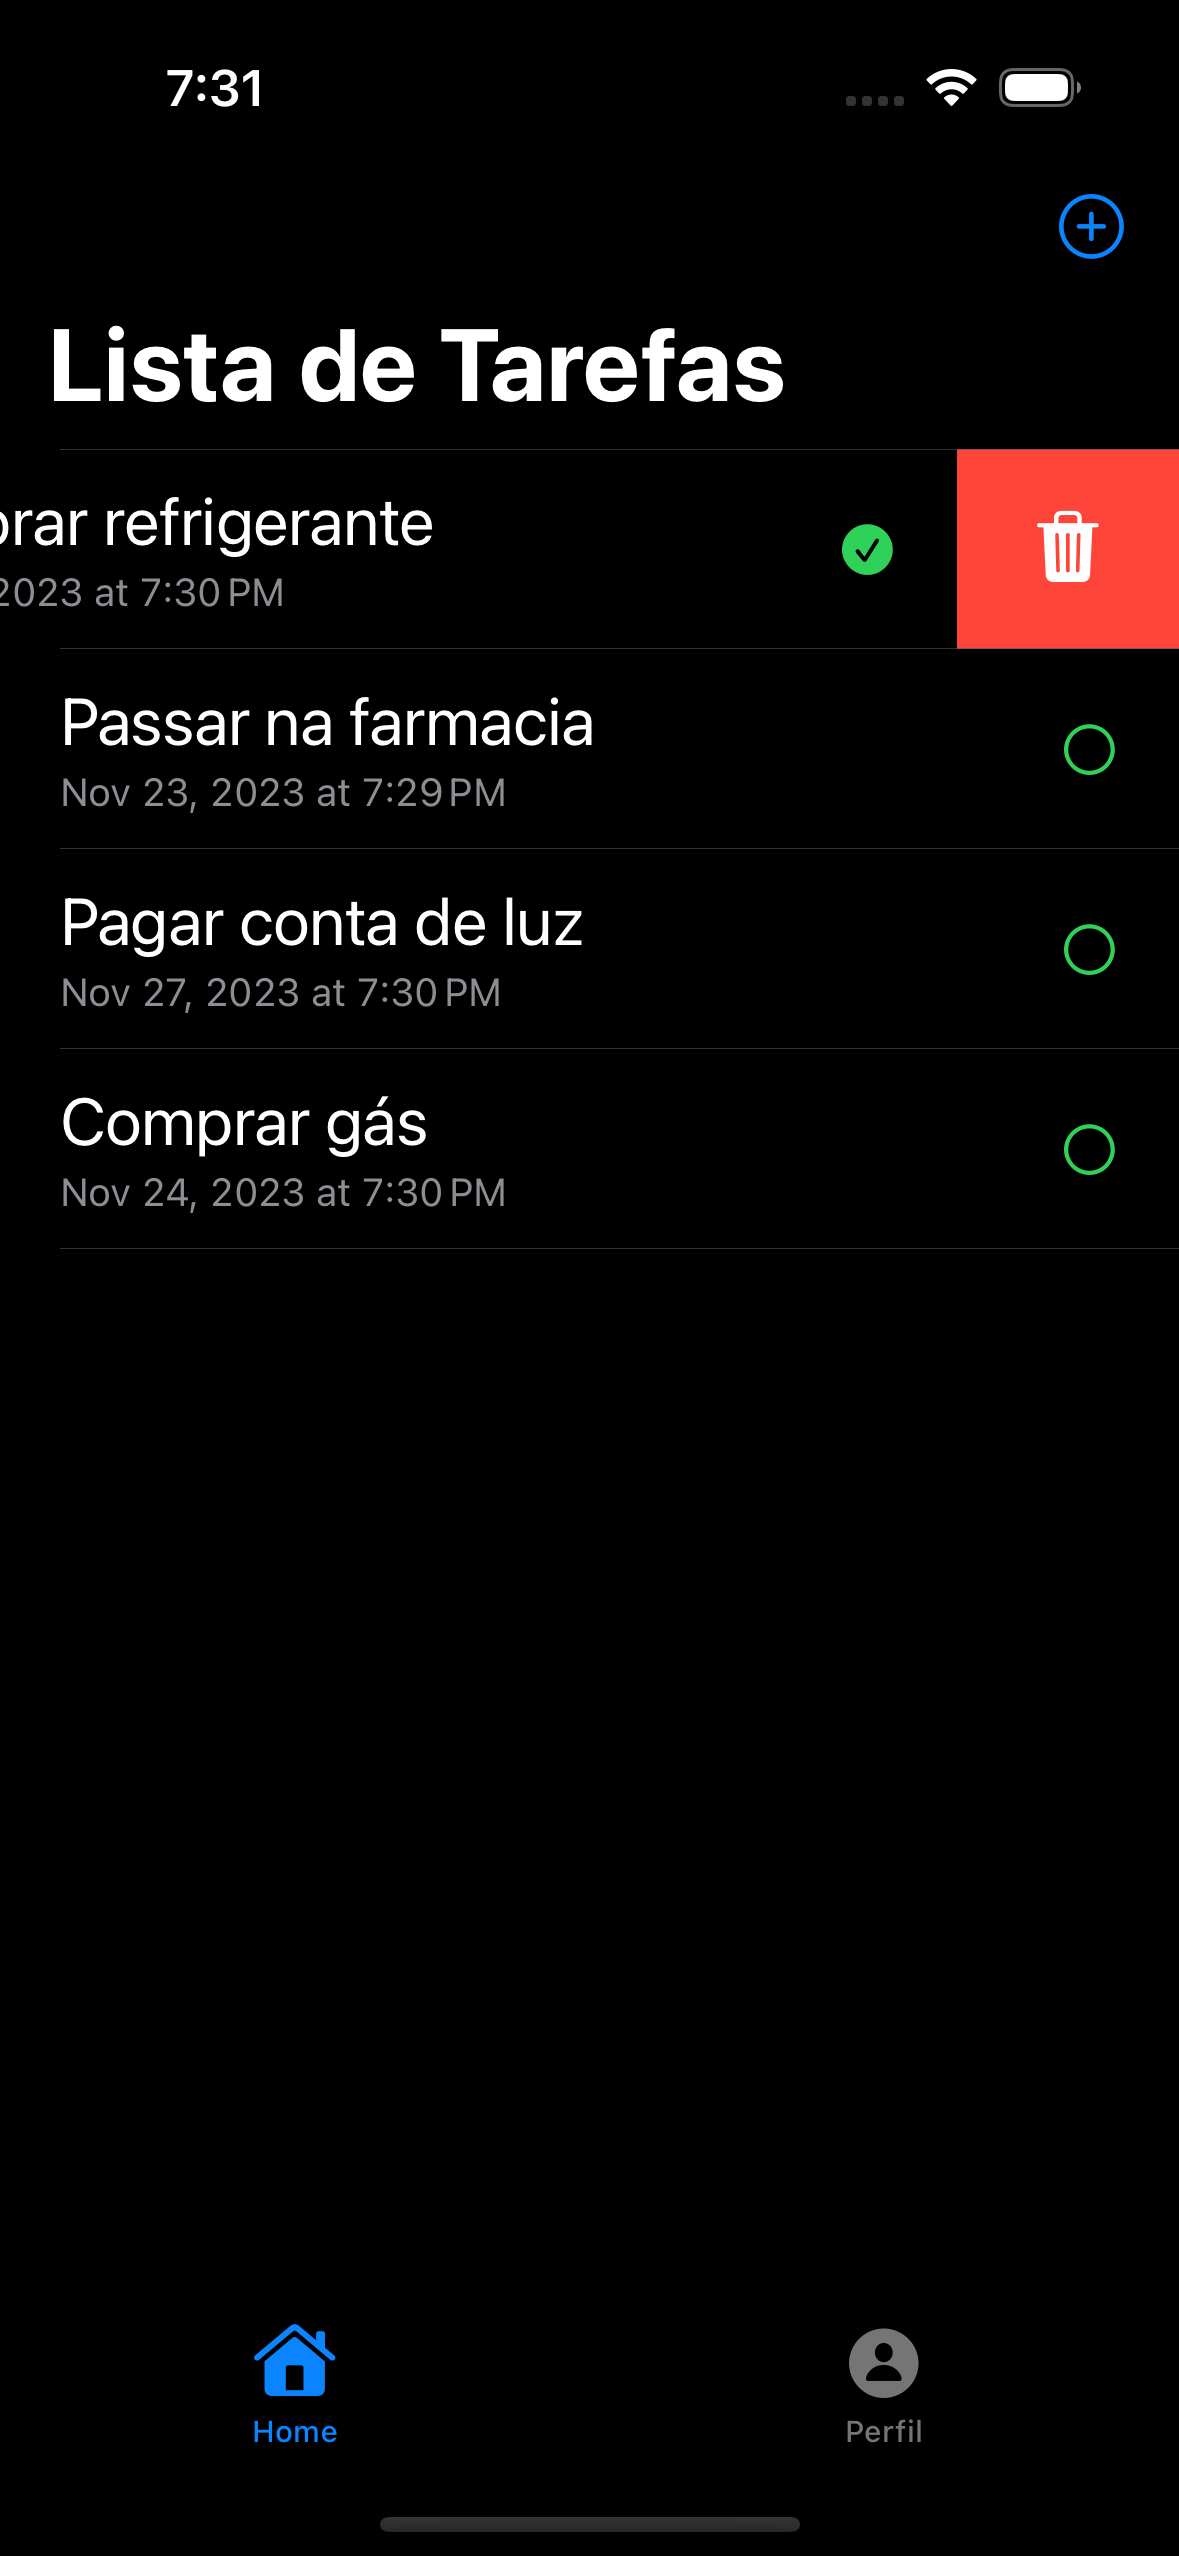 7:31
Lista de Tarefas
rar refrigerante
2023 at 7:30 PM
Passar na farmacia
Nov 23, 2023 at 7:29 PM
Pagar conta de luz
Nov 27, 2023 at 7:30 PM
Comprar gás
Nov 24, 2023 at 7:30 PM
Home
Perfil